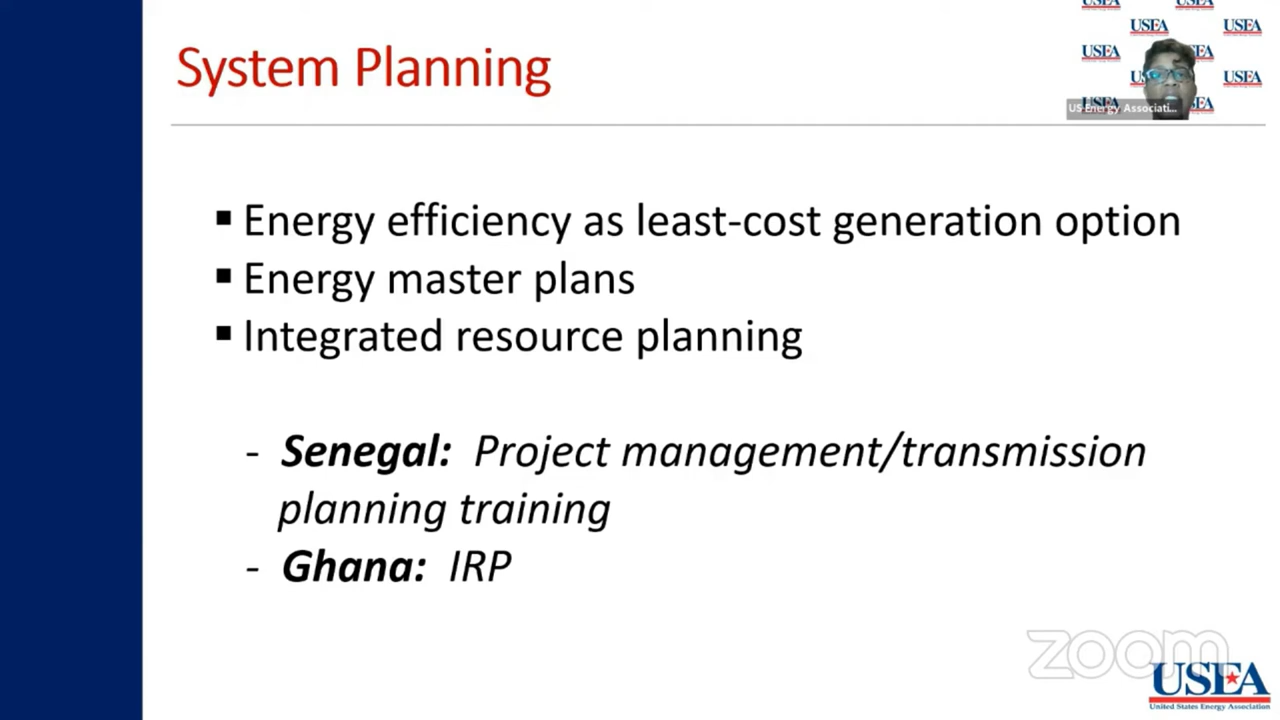 System Planning
USEA
USEA
USEA
USEA
USEA
US Energy Associati...
▪ Energy efficiency as least-cost generation option
▪ Energy master plans
▪ Integrated resource planning
- Senegal: Project management/transmission
planning training
- Ghana: IRP
zoom
USEA
United States Energy Association